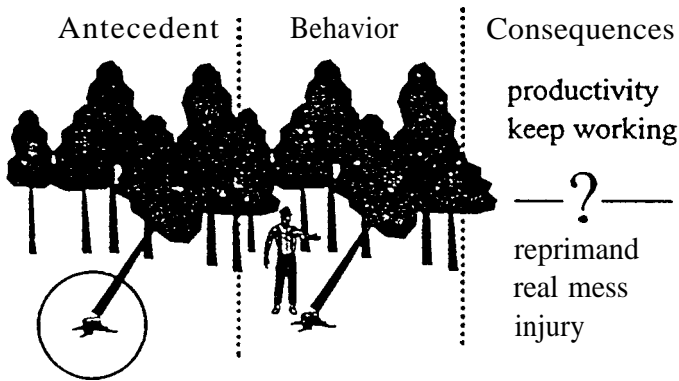 Antecedent
Behavior
Consequences
productivity
keep working
?
reprimand
real mess
injury